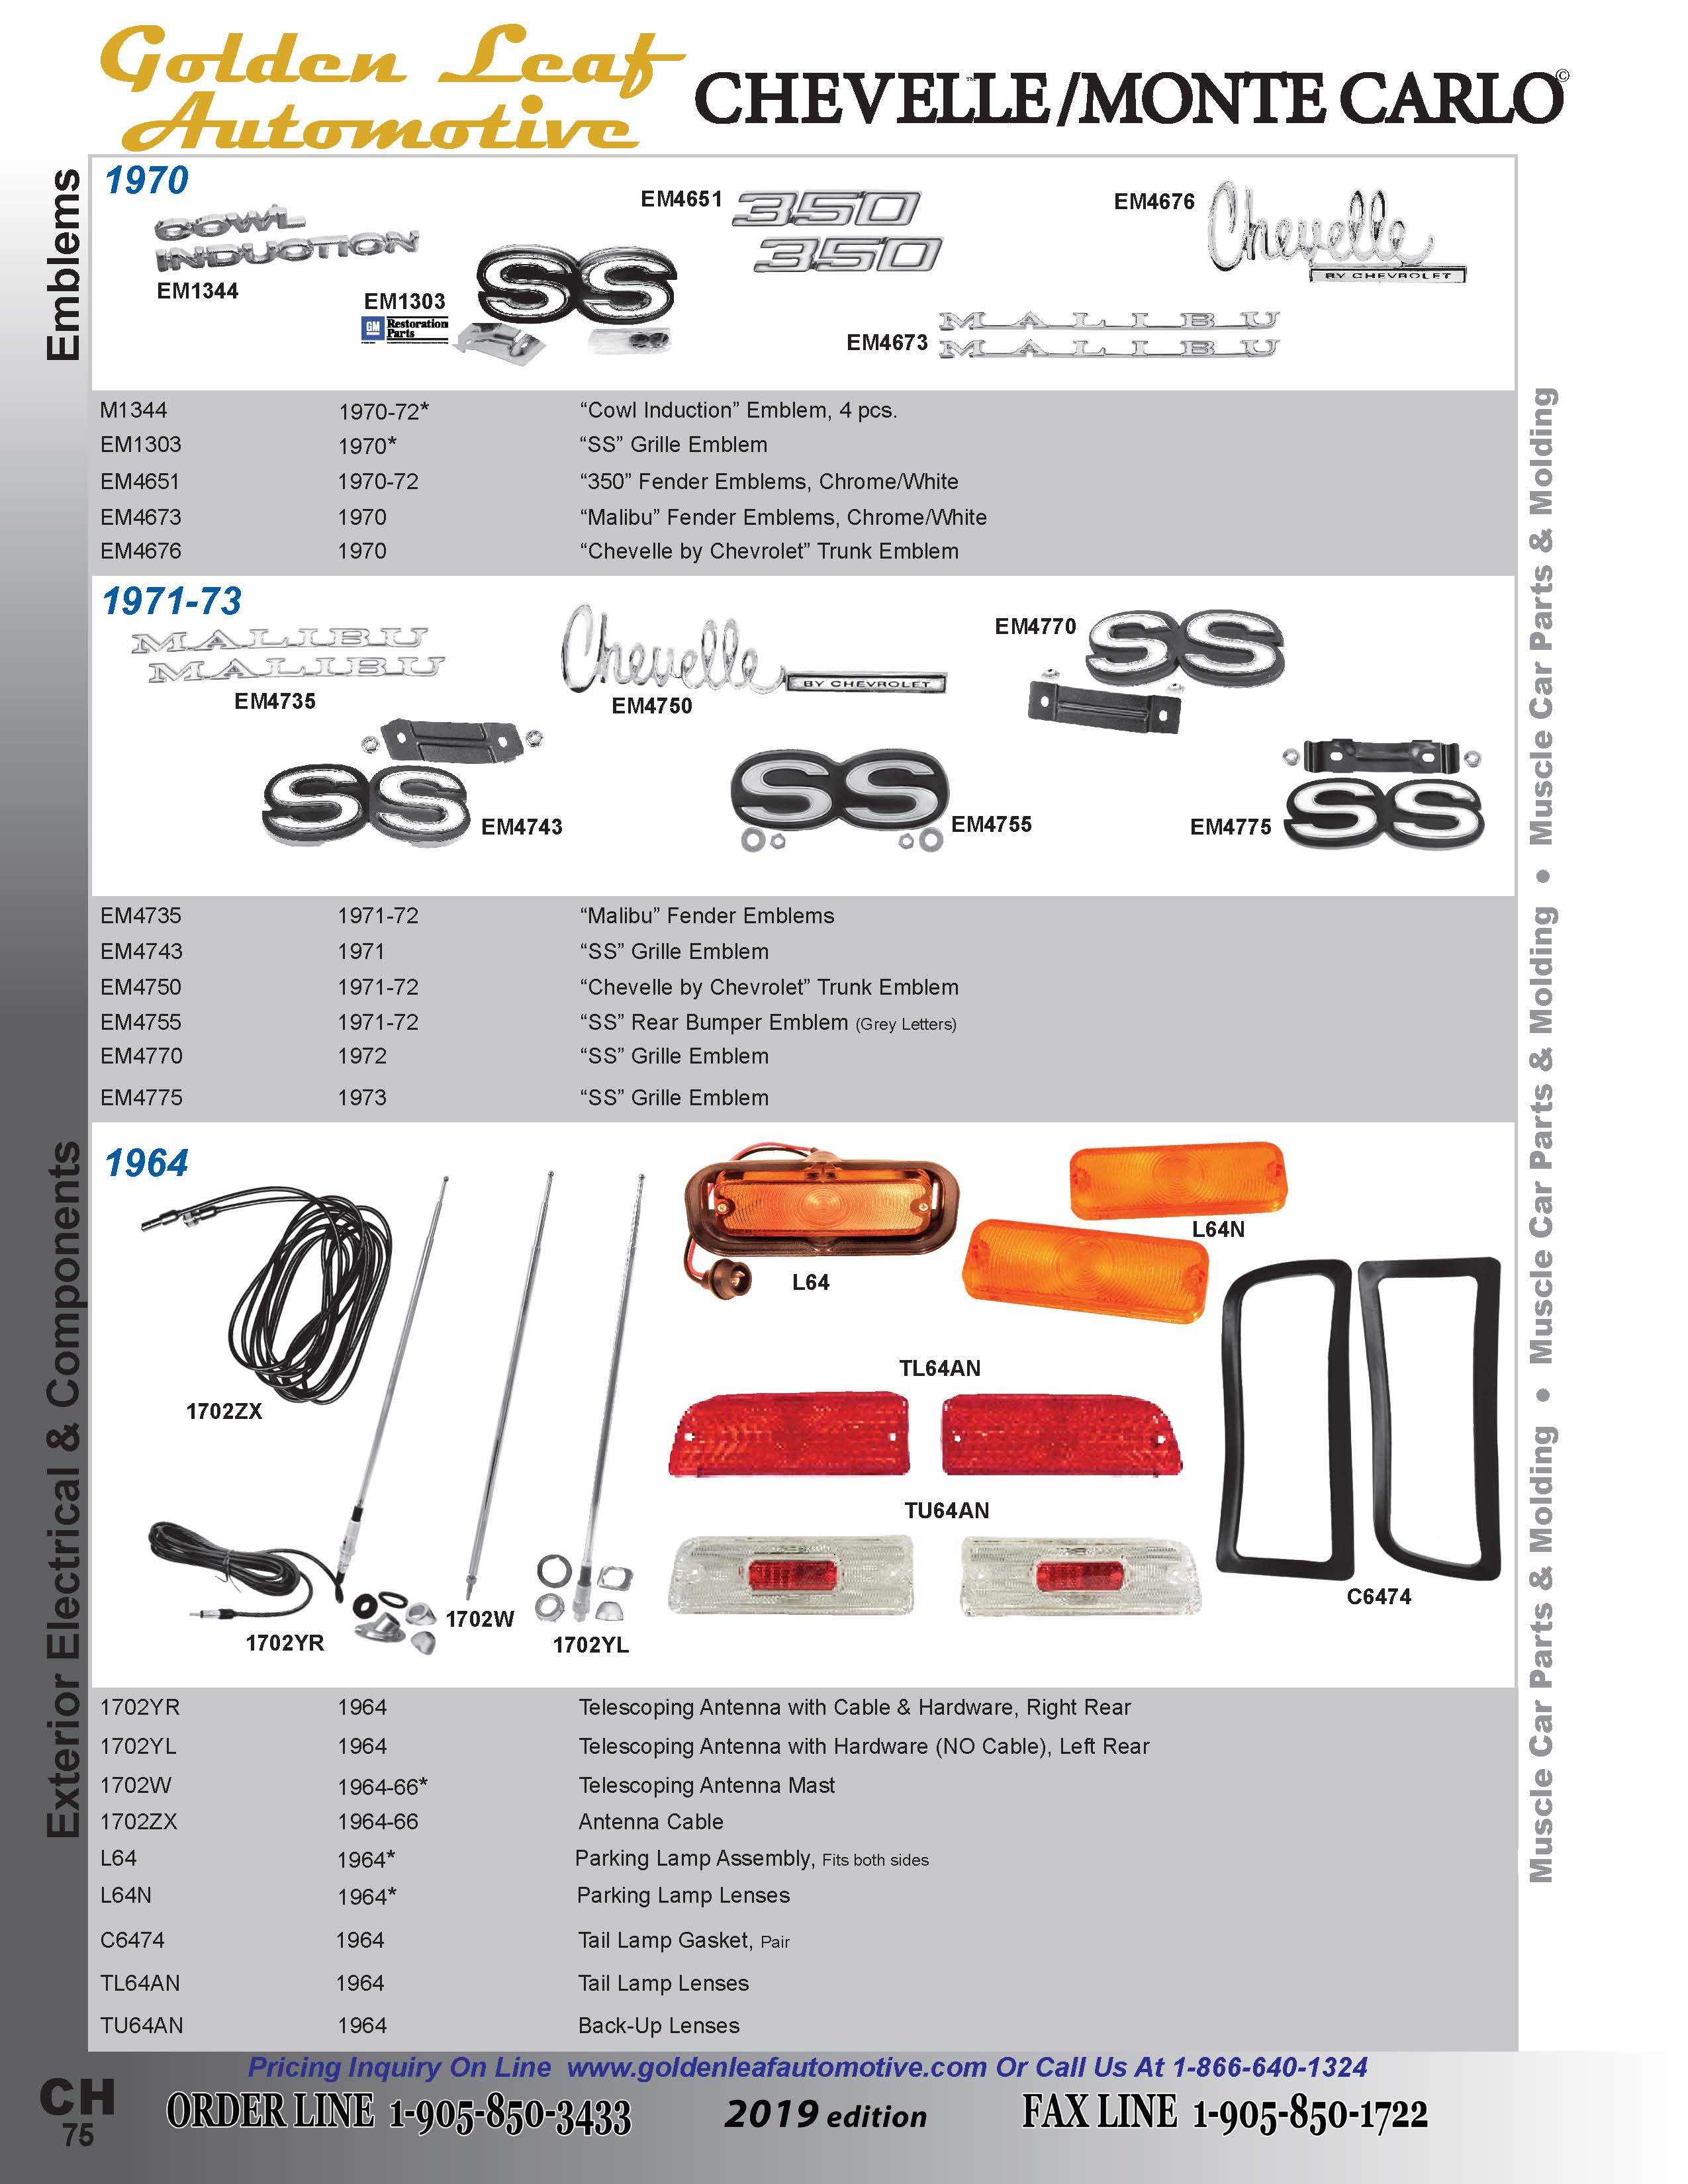 Golden Leaf
Automotive
CHEVELLE/MONTE CARLO©
Emblems
1970
COWL
INDUCTION
EM1344
EM1303
GM Restoration
Parts
SS
EM4651
350
350
EM4676
Chevelle
BY CHEVROLET
EM4673
MALIBU
MALIBU
M1344 1970-72* “Cowl Induction” Emblem, 4 pcs.
EM1303 1970* “SS” Grille Emblem
EM4651 1970-72 “350” Fender Emblems, Chrome/White
EM4673 1970 “Malibu” Fender Emblems, Chrome/White
EM4676 1970 “Chevelle by Chevrolet” Trunk Emblem
1971-73
MALIBU
MALIBU
EM4735
Chevelle
BY CHEVROLET
EM4750
EM4770
SS
SS
EM4743
SS
EM4755
EM4775
SS
EM4735 1971-72 “Malibu” Fender Emblems
EM4743 1971 “SS” Grille Emblem
EM4750 1971-72 “Chevelle by Chevrolet” Trunk Emblem
EM4755 1971-72 “SS” Rear Bumper Emblem (Grey Letters)
EM4770 1972 “SS” Grille Emblem
EM4775 1973 “SS” Grille Emblem
Exterior Electrical & Components
1964
1702ZX
L64
L64N
TL64AN
TU64AN
C6474
1702W
1702YR
1702YL
1702YR 1964 Telescoping Antenna with Cable & Hardware, Right Rear
1702YL 1964 Telescoping Antenna with Hardware (NO Cable), Left Rear
1702W 1964-66* Telescoping Antenna Mast
1702ZX 1964-66 Antenna Cable
L64 1964* Parking Lamp Assembly, Fits both sides
L64N 1964* Parking Lamp Lenses
C6474 1964 Tail Lamp Gasket, Pair
TL64AN 1964 Tail Lamp Lenses
TU64AN 1964 Back-Up Lenses
Muscle Car Parts & Molding • Muscle Car Parts & Molding • Muscle Car Parts & Molding
Pricing Inquiry On Line www.goldenleafautomotive.com Or Call Us At 1-866-640-1324
CH
75
ORDER LINE 1-905-850-3433 2019 edition FAX LINE 1-905-850-1722